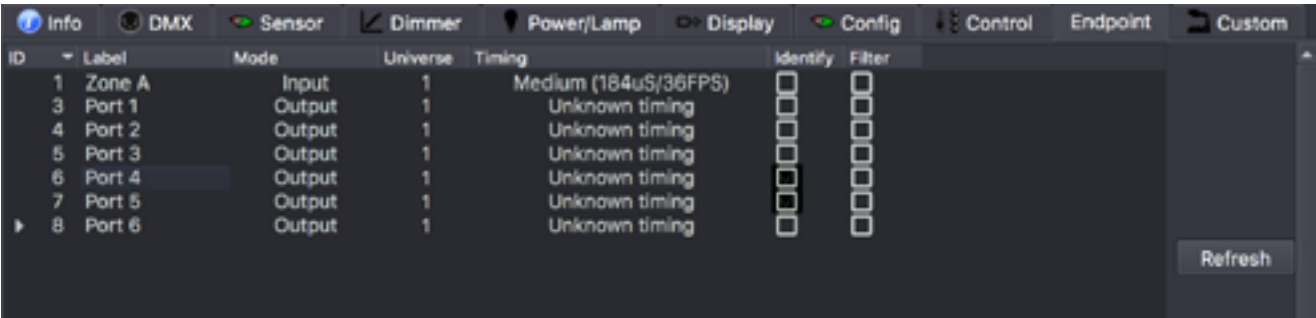 Info DMX Sensor Dimmer Power/Lamp Display Config Control Endpoint Custom
ID Label Mode Universe Timing Identify Filter
1 Zone A Input 1 Medium (184uS/36FPS)
3 Port 1 Output 1 Unknown timing
4 Port 2 Output 1 Unknown timing
5 Port 3 Output 1 Unknown timing
6 Port 4 Output 1 Unknown timing
7 Port 5 Output 1 Unknown timing
8 Port 6 Output 1 Unknown timing
Refresh